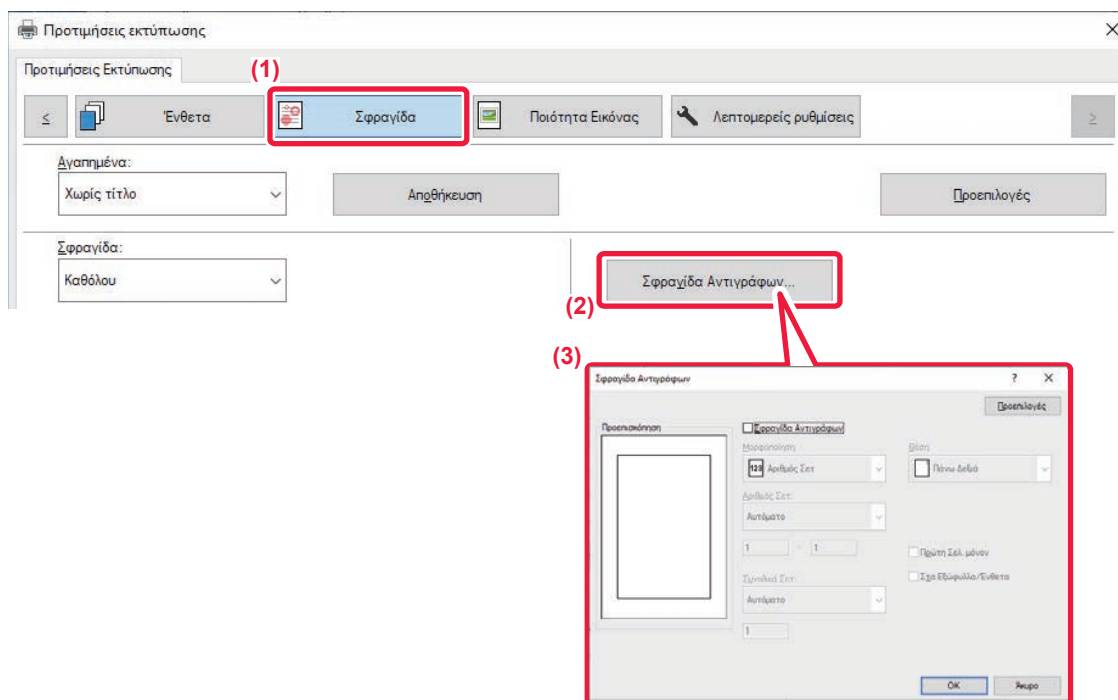 Προτιμήσεις εκτύπωσης
Προτιμήσεις Εκτύπωσης
(1)
< Ένθετα Σφραγίδα Ποιότητα Εικόνας Λεπτομερείς ρυθμίσεις >
Αγαπημένα:
Χωρίς τίτλο Αποθήκευση Προεπιλογές
Σφραγίδα:
Καθόλου Σφραγίδα Αντιγράφων...
(2)
(3)
Σφραγίδα Αντιγράφων ? X
Προεπιλογές
Προεπισκόπηση Σφραγίδα Αντιγράφων
Μορφοποίηση Θέση
123 Αριθμός Σετ Πάνω Δεξιά
Αριθμός Σετ:
Αυτόματο
1 - 1 Πρώτη Σελ. μόνον
Στα Εξώφυλλα/Ένθετα
Συνολικά Σετ:
Αυτόματο
1
OK Άκυρο